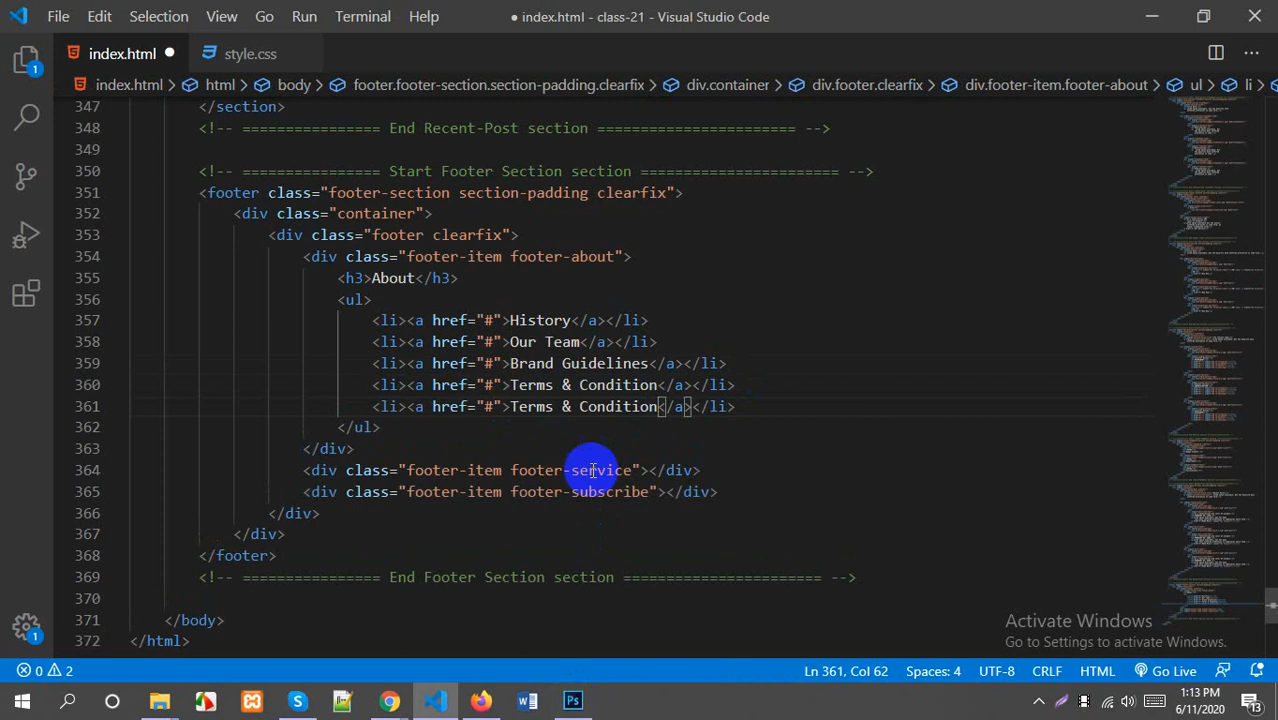 File Edit Selection View Go Run Terminal Help ● index.html - class-21 - Visual Studio Code
index.html ● style.css
index.html > html > body > footer.footer-section.section-padding.clearfix > div.container > div.footer.clearfix > div.footer-item.footer-about > ul > li >
347 </section>
348 <!-- ================ End Recent-Post section ======================= -->
349
350 <!-- ================ Start Footer Section section ======================= -->
351 <footer class="footer-section section-padding clearfix">
352 <div class="container">
353 <div class="footer clearfix">
354 <div class="footer-item footer-about">
355 <h3>About</h3>
356 <ul>
357 <li><a href="#">History</a></li>
358 <li><a href="#">Our Team</a></li>
359 <li><a href="#">Brand Guidelines</a></li>
360 <li><a href="#">Terms & Condition</a></li>
361 <li><a href="#">Terms & Condition</a></li>
362 </ul>
363 </div>
364 <div class="footer-item footer-service"></div>
365 <div class="footer-item footer-subscribe"></div>
366 </div>
367 </div>
368 </footer>
369 <!-- ================ End Footer Section section ======================= -->
370
371 </body>
372 </html>
1
1
Activate Windows
Go to Settings to activate Windows.
0 2 Ln 361, Col 62 Spaces: 4 UTF-8 CRLF HTML Go Live
1:13 PM
6/11/2020
13